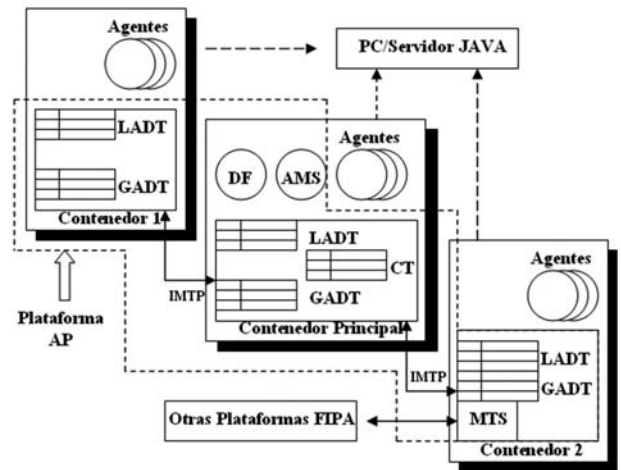 Agentes
LADT
GADT
Contenedor 1
PC/Servidor JAVA
Agentes
DF
AMS
LADT
CT
GADT
Contenedor Principal
IMTP
Plataforma
AP
Agentes
LADT
GADT
MTS
Contenedor 2
IMTP
Otras Plataformas FIPA